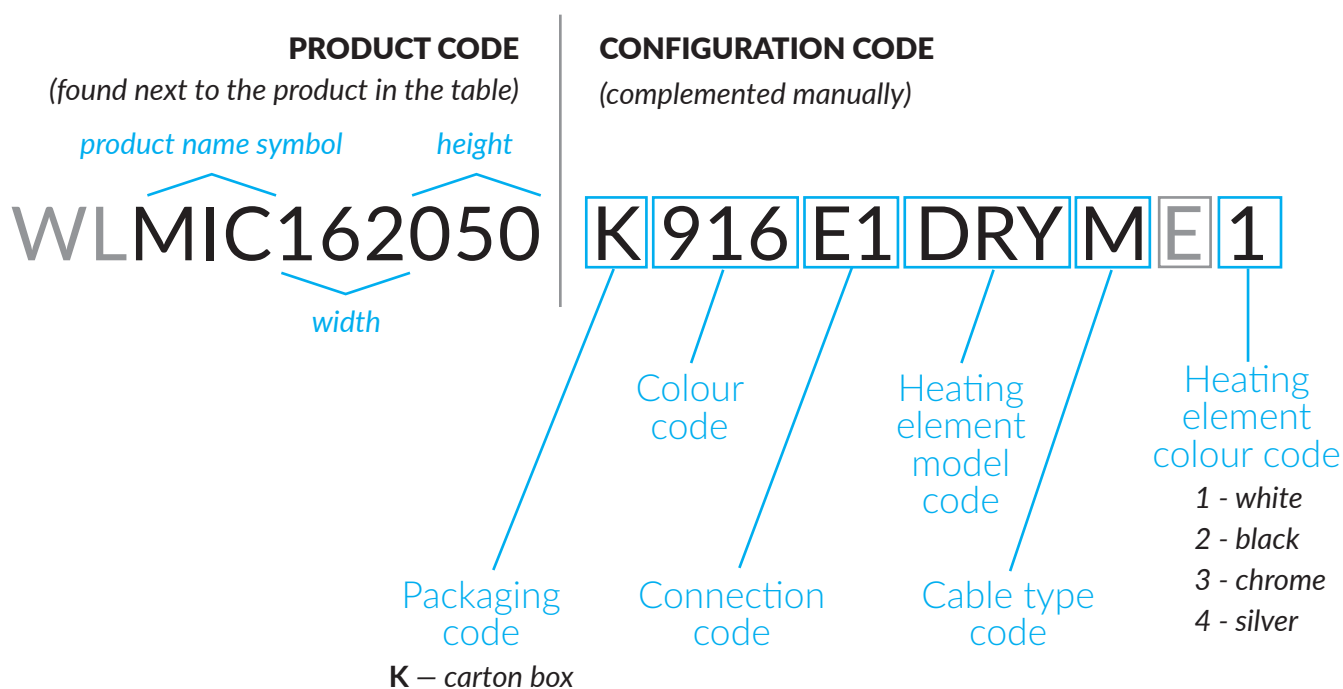 PRODUCT CODE
(found next to the product in the table)
product name symbol
height
WLMIC162050
width
CONFIGURATION CODE
(complemented manually)
K 916 E1 DRY M E 1
Colour
code
Heating
element
model
code
Heating
element
colour code
1 - white
2 - black
3 - chrome
4 - silver
Packaging
code
K – carton box
Connection
code
Cable type
code